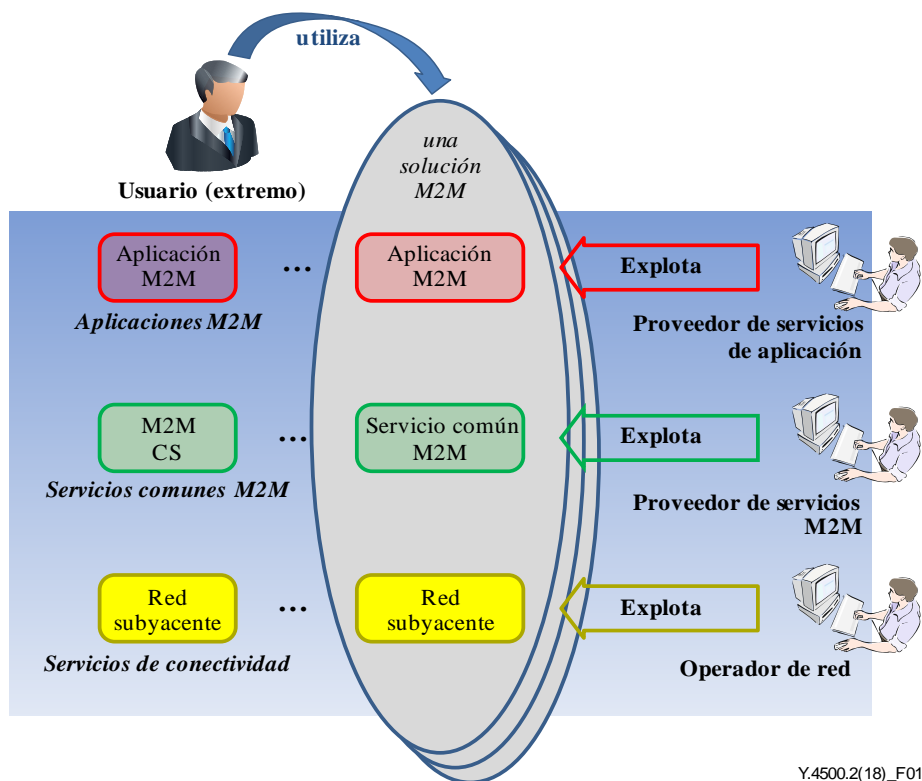 utiliza
una
solución
M2M
Usuario (extremo)
Aplicación
M2M
...
Aplicación
M2M
Explota
Aplicaciones M2M
Proveedor de servicios
de aplicación
M2M
CS
...
Servicio común
M2M
Explota
Servicios comunes M2M
Proveedor de servicios
M2M
Red
subyacente
...
Red
subyacente
Explota
Servicios de conectividad
Operador de red
Y.4500.2(18)_F01